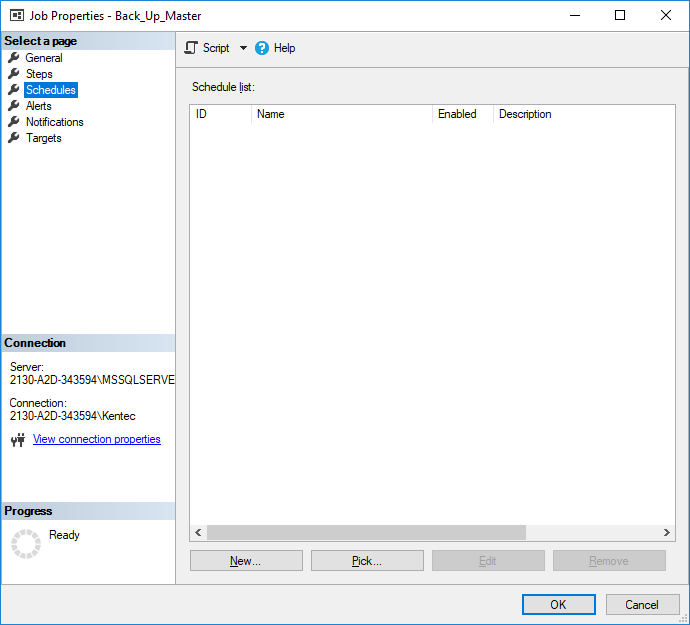 Job Properties - Back_Up_Master
Select a page
General
Steps
Schedules
Alerts
Notifications
Targets
Script
Help
Schedule list:
ID Name Enabled Description
Connection
Server:
2130-A2D-343594\MSSQLSERVE
Connection:
2130-A2D-343594\Kentec
View connection properties
Progress
Ready
New... Pick... Edit Remove
OK Cancel